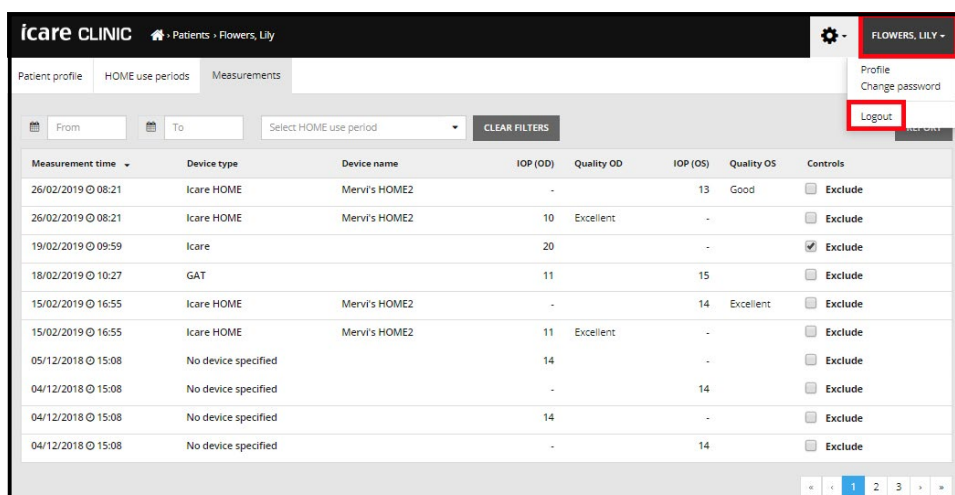 icare CLINIC › Patients › Flowers, Lily FLOWERS, LILY
Patient profile HOME use periods Measurements
Profile
Change password
Logout
From To Select HOME use period CLEAR FILTERS REPORT
Measurement time Device type Device name IOP (OD) Quality OD IOP (OS) Quality OS Controls
26/02/2019 08:21 Icare HOME Mervi's HOME2 - 13 Good Exclude
26/02/2019 08:21 Icare HOME Mervi's HOME2 10 Excellent - Exclude
19/02/2019 09:59 Icare 20 - Exclude
18/02/2019 10:27 GAT 11 15 Exclude
15/02/2019 16:55 Icare HOME Mervi's HOME2 - 14 Excellent Exclude
15/02/2019 16:55 Icare HOME Mervi's HOME2 11 Excellent - Exclude
05/12/2018 15:08 No device specified 14 - Exclude
04/12/2018 15:08 No device specified - 14 Exclude
04/12/2018 15:08 No device specified 14 - Exclude
04/12/2018 15:08 No device specified - 14 Exclude
« ‹ 1 2 3 › »